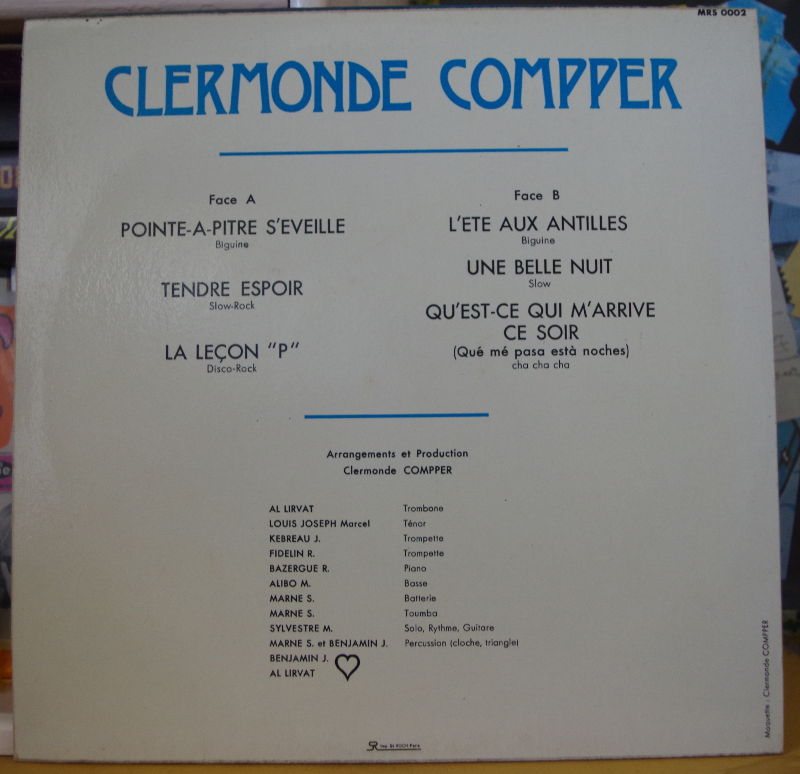 MRS 0002
CLERMONDE COMPPER
Face A
POINTE-A-PITRE S'EVEILLE
Biguine
TENDRE ESPOIR
Slow-Rock
LA LEÇON "P"
Disco-Rock
Face B
L'ETE AUX ANTILLES
Biguine
UNE BELLE NUIT
Slow
QU'EST-CE QUI M'ARRIVE
CE SOIR
(Qué mé pasa està noches)
cha cha cha
Arrangements et Production
Clermonde COMPPER
AL LIRVAT Trombone
LOUIS JOSEPH Marcel Ténor
KEBREAU J. Trompette
FIDELIN R. Trompette
BAZERGUE R. Piano
ALIBO M. Basse
MARNE S. Batterie
MARNE S. Toumba
SYLVESTRE M. Solo, Rythme, Guitare
MARNE S. et BENJAMIN J. Percussion (cloche, triangle)
BENJAMIN J.
AL LIRVAT
Maquette : Clermonde COMPPER